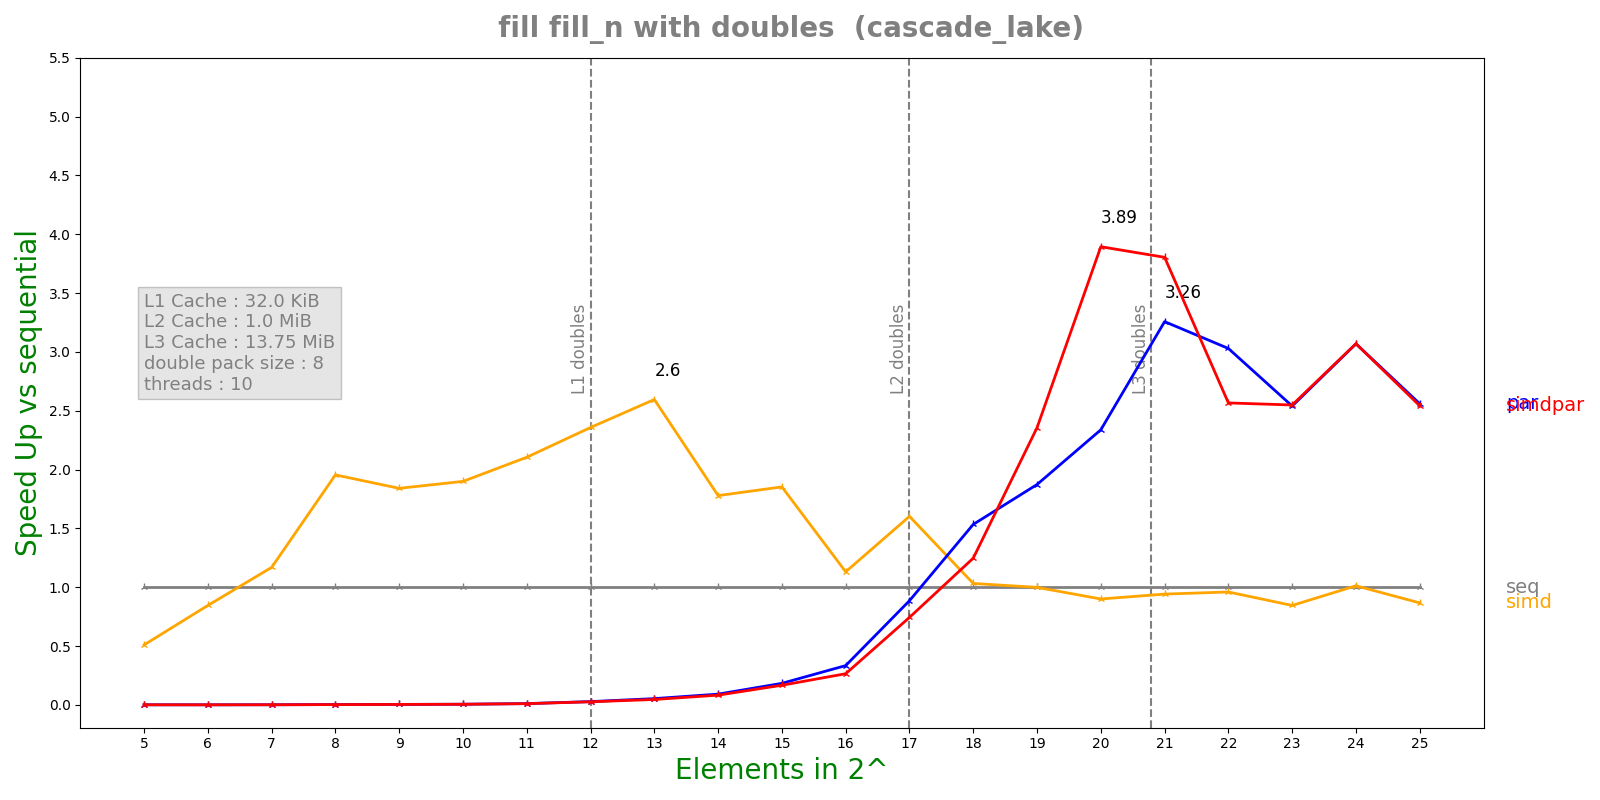 fill fill_n with doubles  (cascade_lake)
5.5
5.0
4.5
4.0
3.5
3.0
2.5
2.0
1.5
1.0
0.5
0.0
Speed Up vs sequential
L1 Cache : 32.0 KiB
L2 Cache : 1.0 MiB
L3 Cache : 13.75 MiB
double pack size : 8
threads : 10
L1 doubles
L2 doubles
L3 doubles
2.6
3.89
3.26
par
simdpar
seq
simd
5 6 7 8 9 10 11 12 13 14 15 16 17 18 19 20 21 22 23 24 25
Elements in 2^